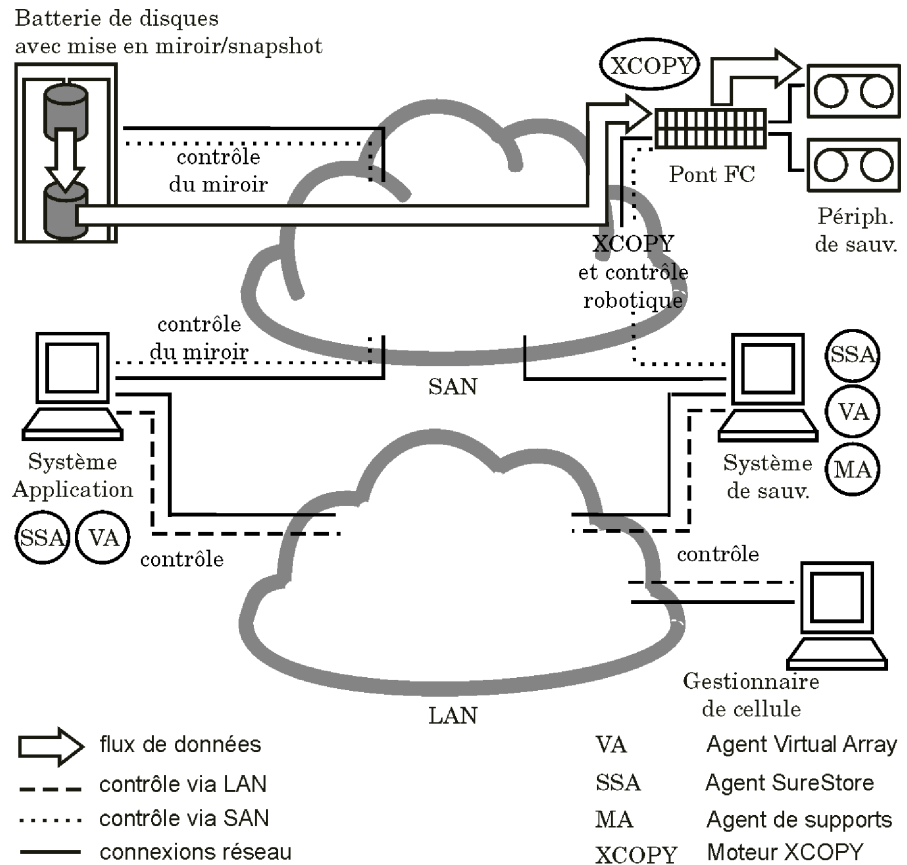 Batterie de disques
avec mise en miroir/snapshot
XCOPY
contrôle
du miroir
Pont FC
Périph.
de sauv.
XCOPY
et contrôle
robotique
contrôle
du miroir
SAN
SSA
VA
MA
Système
Application
Système
de sauv.
SSA
VA
contrôle
contrôle
Gestionnaire
de cellule
LAN
flux de données
contrôle via LAN
contrôle via SAN
connexions réseau
VA Agent Virtual Array
SSA Agent SureStore
MA Agent de supports
XCOPY Moteur XCOPY